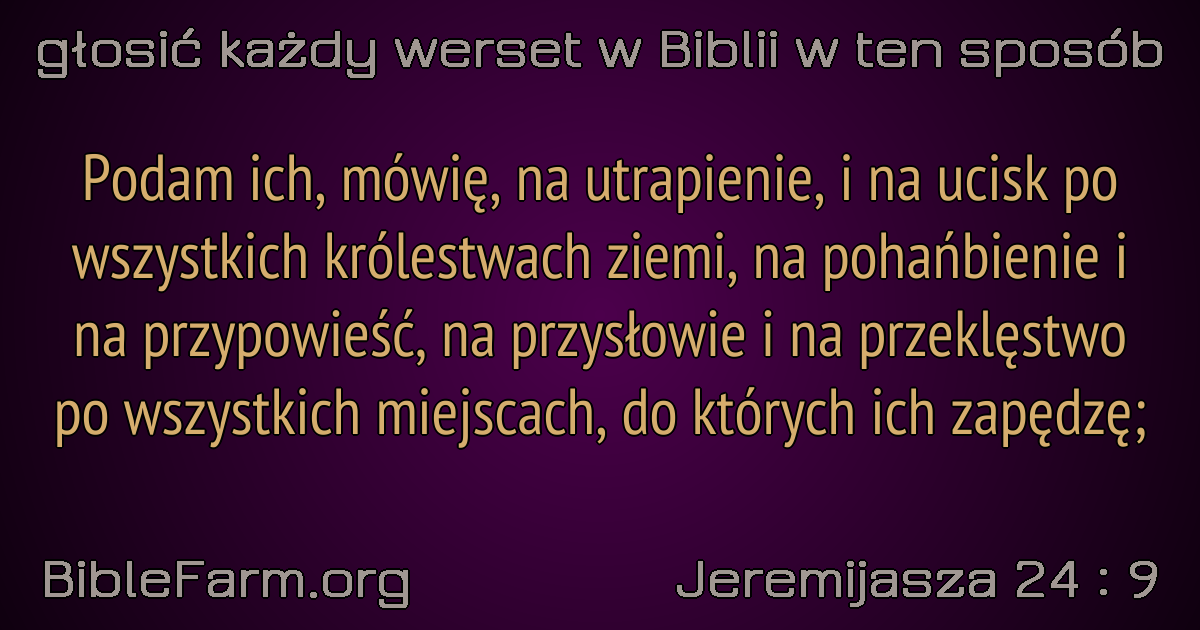 głosić każdy werset w Biblii w ten sposób
Podam ich, mówię, na utrapienie, i na ucisk po
wszystkich królestwach ziemi, na pohańbienie i
na przypowieść, na przysłowie i na przeklęstwo
po wszystkich miejscach, do których ich zapędzę;
BibleFarm.org
Jeremijasza 24 : 9